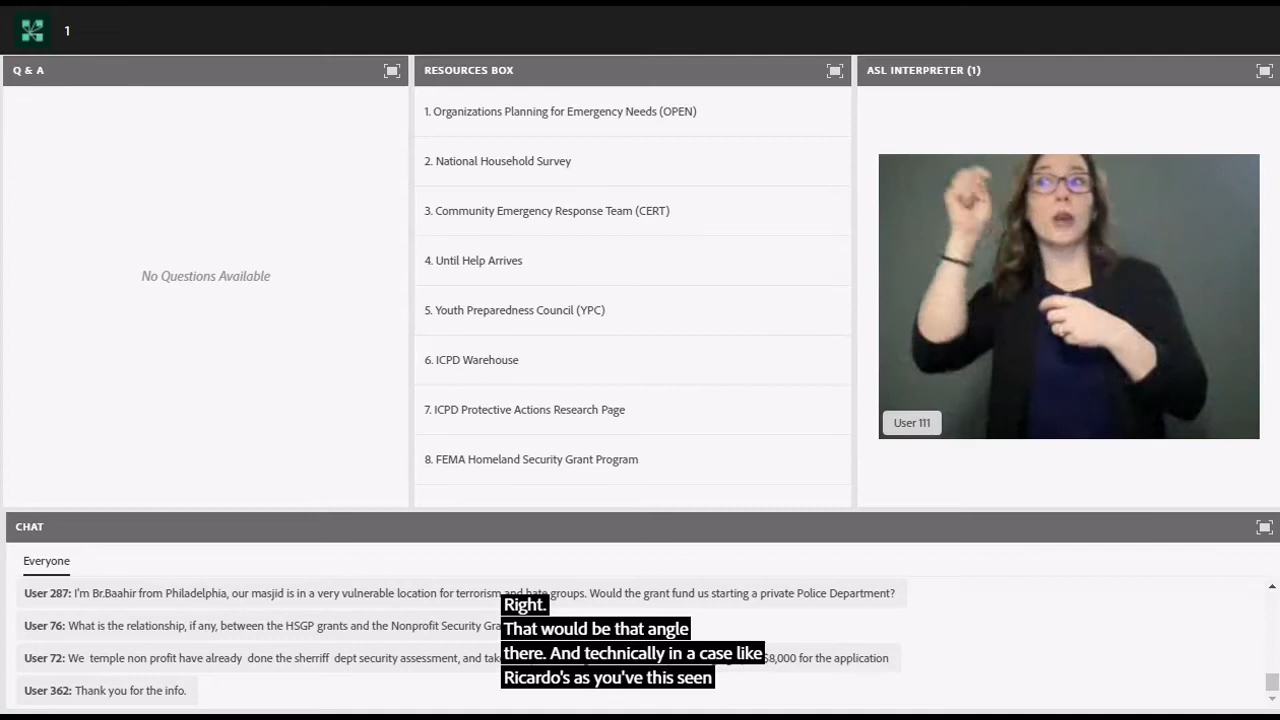 1
Q & A
RESOURCES BOX
ASL INTERPRETER (1)
No Questions Available
1. Organizations Planning for Emergency Needs (OPEN)
2. National Household Survey
3. Community Emergency Response Team (CERT)
4. Until Help Arrives
5. Youth Preparedness Council (YPC)
6. ICPD Warehouse
7. ICPD Protective Actions Research Page
8. FEMA Homeland Security Grant Program
User 111
CHAT
Everyone
User 287: I'm Br.Baahir from Philadelphia, our masjid is in a very vulnerable location for terrorism and hate groups. Would the grant fund us starting a private Police Department?
User 76: What is the relationship, if any, between the HSGP grants and the Nonprofit Security
User 72: We temple non profit have already done the sherriff dept security assessment, and $8,000 for the application
User 362: Thank you for the info.
Right.
That would be that angle
there. And technically in a case like
Ricardo's as you've this seen